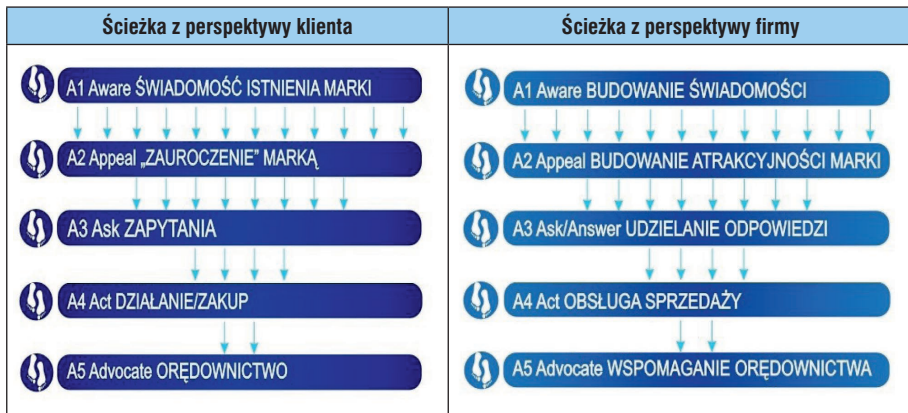 Ścieżka z perspektywy klienta
A1 Aware ŚWIADOMOŚĆ ISTNIENIA MARKI
A2 Appeal „ZAUROCZENIE” MARKĄ
A3 Ask ZAPYTANIA
A4 Act DZIAŁANIE/ZAKUP
A5 Advocate ORĘDOWNICTWO
Ścieżka z perspektywy firmy
A1 Aware BUDOWANIE ŚWIADOMOŚCI
A2 Appeal BUDOWANIE ATRAKCYJNOŚCI MARKI
A3 Ask/Answer UDZIELANIE ODPOWIEDZI
A4 Act OBSŁUGA SPRZEDAŻY
A5 Advocate WSPOMAGANIE ORĘDOWNICTWA